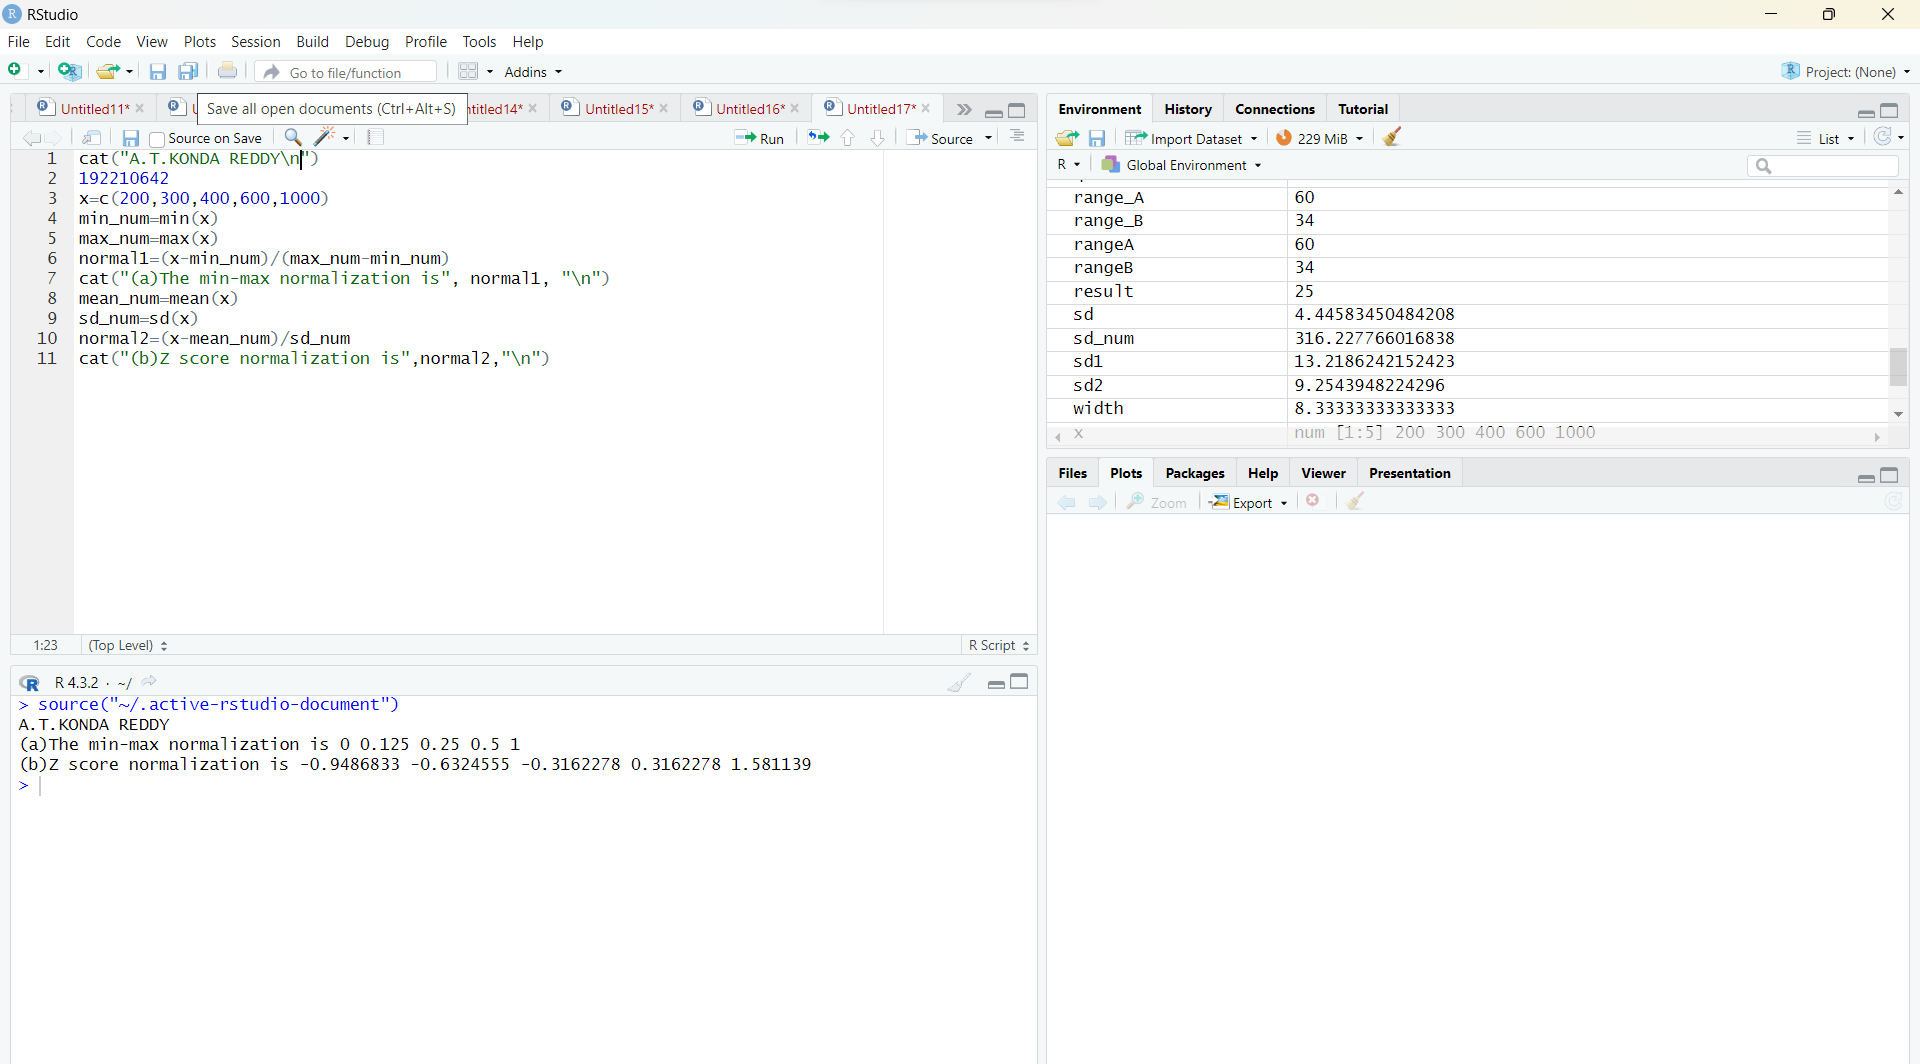 RStudio
File Edit Code View Plots Session Build Debug Profile Tools Help
Go to file/function Addins Project: (None)
Untitled11* Save all open documents (Ctrl+Alt+S) ntitled14* Untitled15* Untitled16* Untitled17*
Source on Save Run Source
1 cat("A.T.KONDA REDDY\n")
2 192210642
3 x=c(200,300,400,600,1000)
4 min_num=min(x)
5 max_num=max(x)
6 normal1=(x-min_num)/(max_num-min_num)
7 cat("(a)The min-max normalization is", normal1, "\n")
8 mean_num=mean(x)
9 sd_num=sd(x)
10 normal2=(x-mean_num)/sd_num
11 cat("(b)Z score normalization is",normal2,"\n")
1:23 (Top Level) R Script
R 4.3.2 · ~/
> source("~/.active-rstudio-document")
A.T.KONDA REDDY
(a)The min-max normalization is 0 0.125 0.25 0.5 1
(b)Z score normalization is -0.9486833 -0.6324555 -0.3162278 0.3162278 1.581139
>
Environment History Connections Tutorial
Import Dataset 229 MiB List
R Global Environment
range_A 60
range_B 34
rangeA 60
rangeB 34
result 25
sd 4.44583450484208
sd_num 316.227766016838
sd1 13.2186242152423
sd2 9.2543948224296
width 8.33333333333333
x num [1:5] 200 300 400 600 1000
Files Plots Packages Help Viewer Presentation
Zoom Export